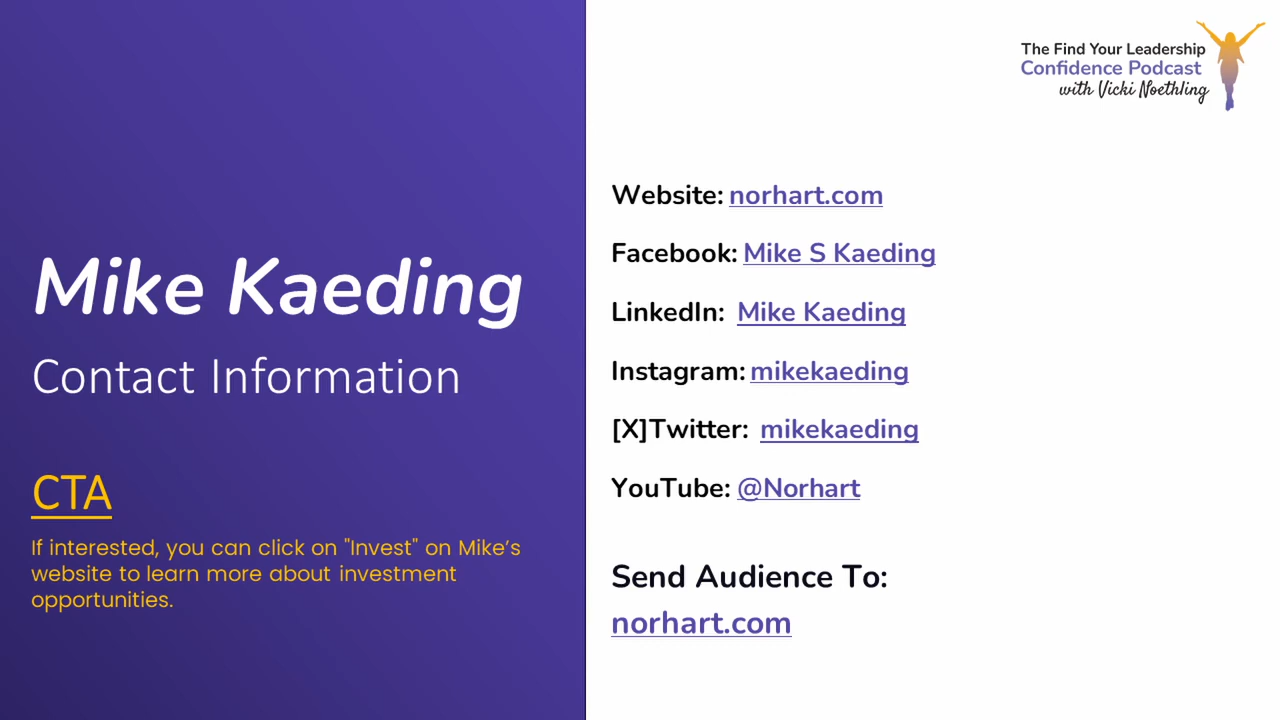 Mike Kaeding
Contact Information
CTA
If interested, you can click on "Invest" on Mike’s
website to learn more about investment
opportunities.
The Find Your Leadership
Confidence Podcast
with Vicki Noethling
Website: norhart.com
Facebook: Mike S Kaeding
LinkedIn: Mike Kaeding
Instagram: mikekaeding
[X]Twitter: mikekaeding
YouTube: @Norhart
Send Audience To:
norhart.com